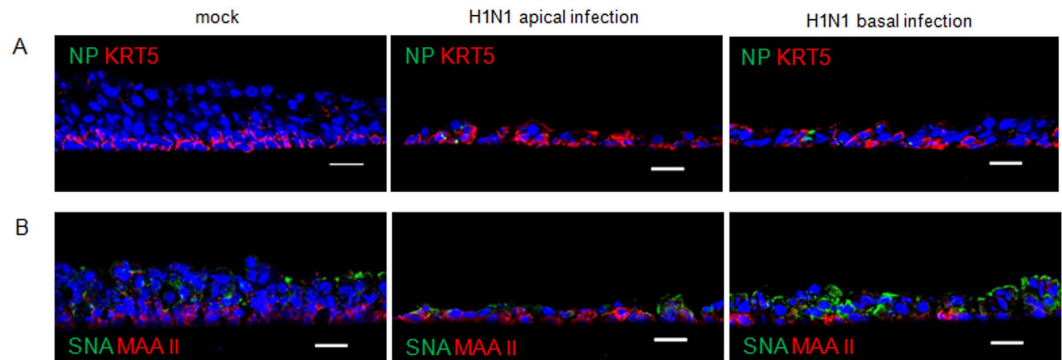 mock
H1N1 apical infection
H1N1 basal infection
A
NP KRT5
NP KRT5
NP KRT5
B
SNA MAA II
SNA MAA II
SNA MAA II